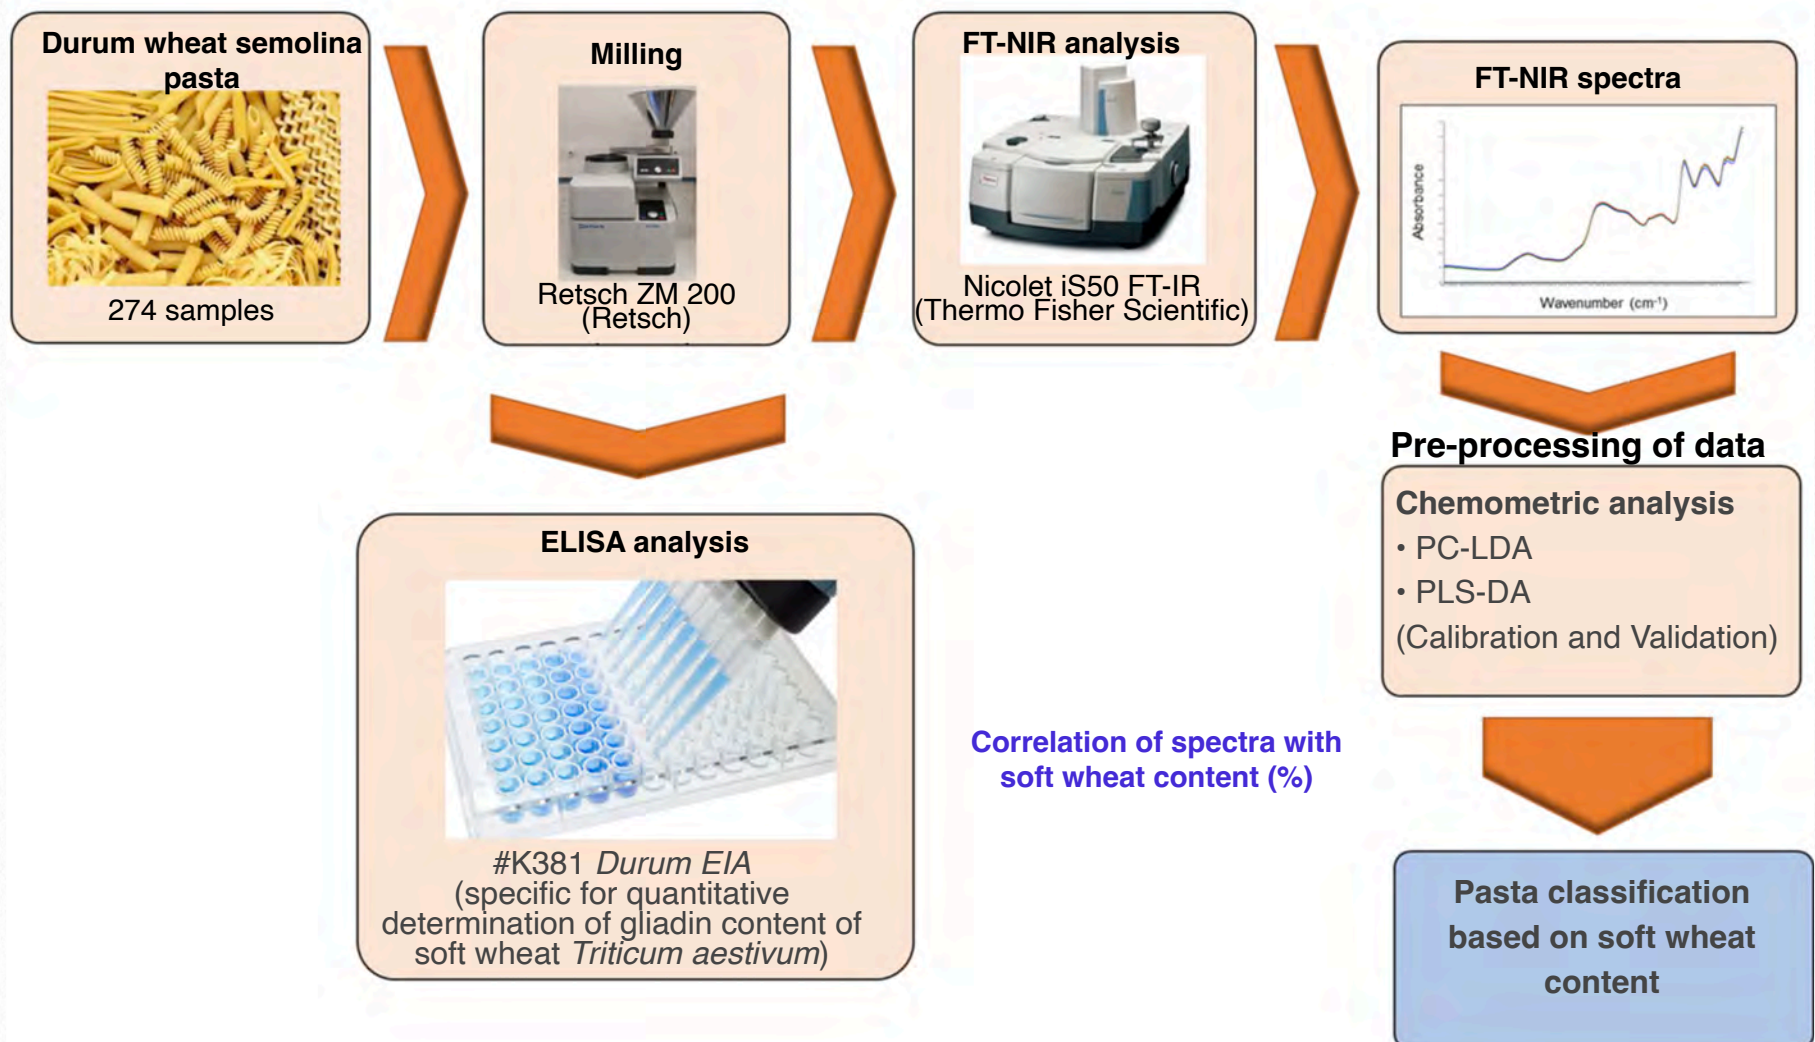 Durum wheat semolina
pasta
274 samples
Milling
Retsch ZM 200
(Retsch)
FT-NIR analysis
Nicolet iS50 FT-IR
(Thermo Fisher Scientific)
FT-NIR spectra
Absorbance
Wavenumber (cm-1)
Pre-processing of data
Chemometric analysis
• PC-LDA
• PLS-DA
(Calibration and Validation)
ELISA analysis
#K381 Durum EIA
(specific for quantitative
determination of gliadin content of
soft wheat Triticum aestivum)
Correlation of spectra with
soft wheat content (%)
Pasta classification
based on soft wheat
content